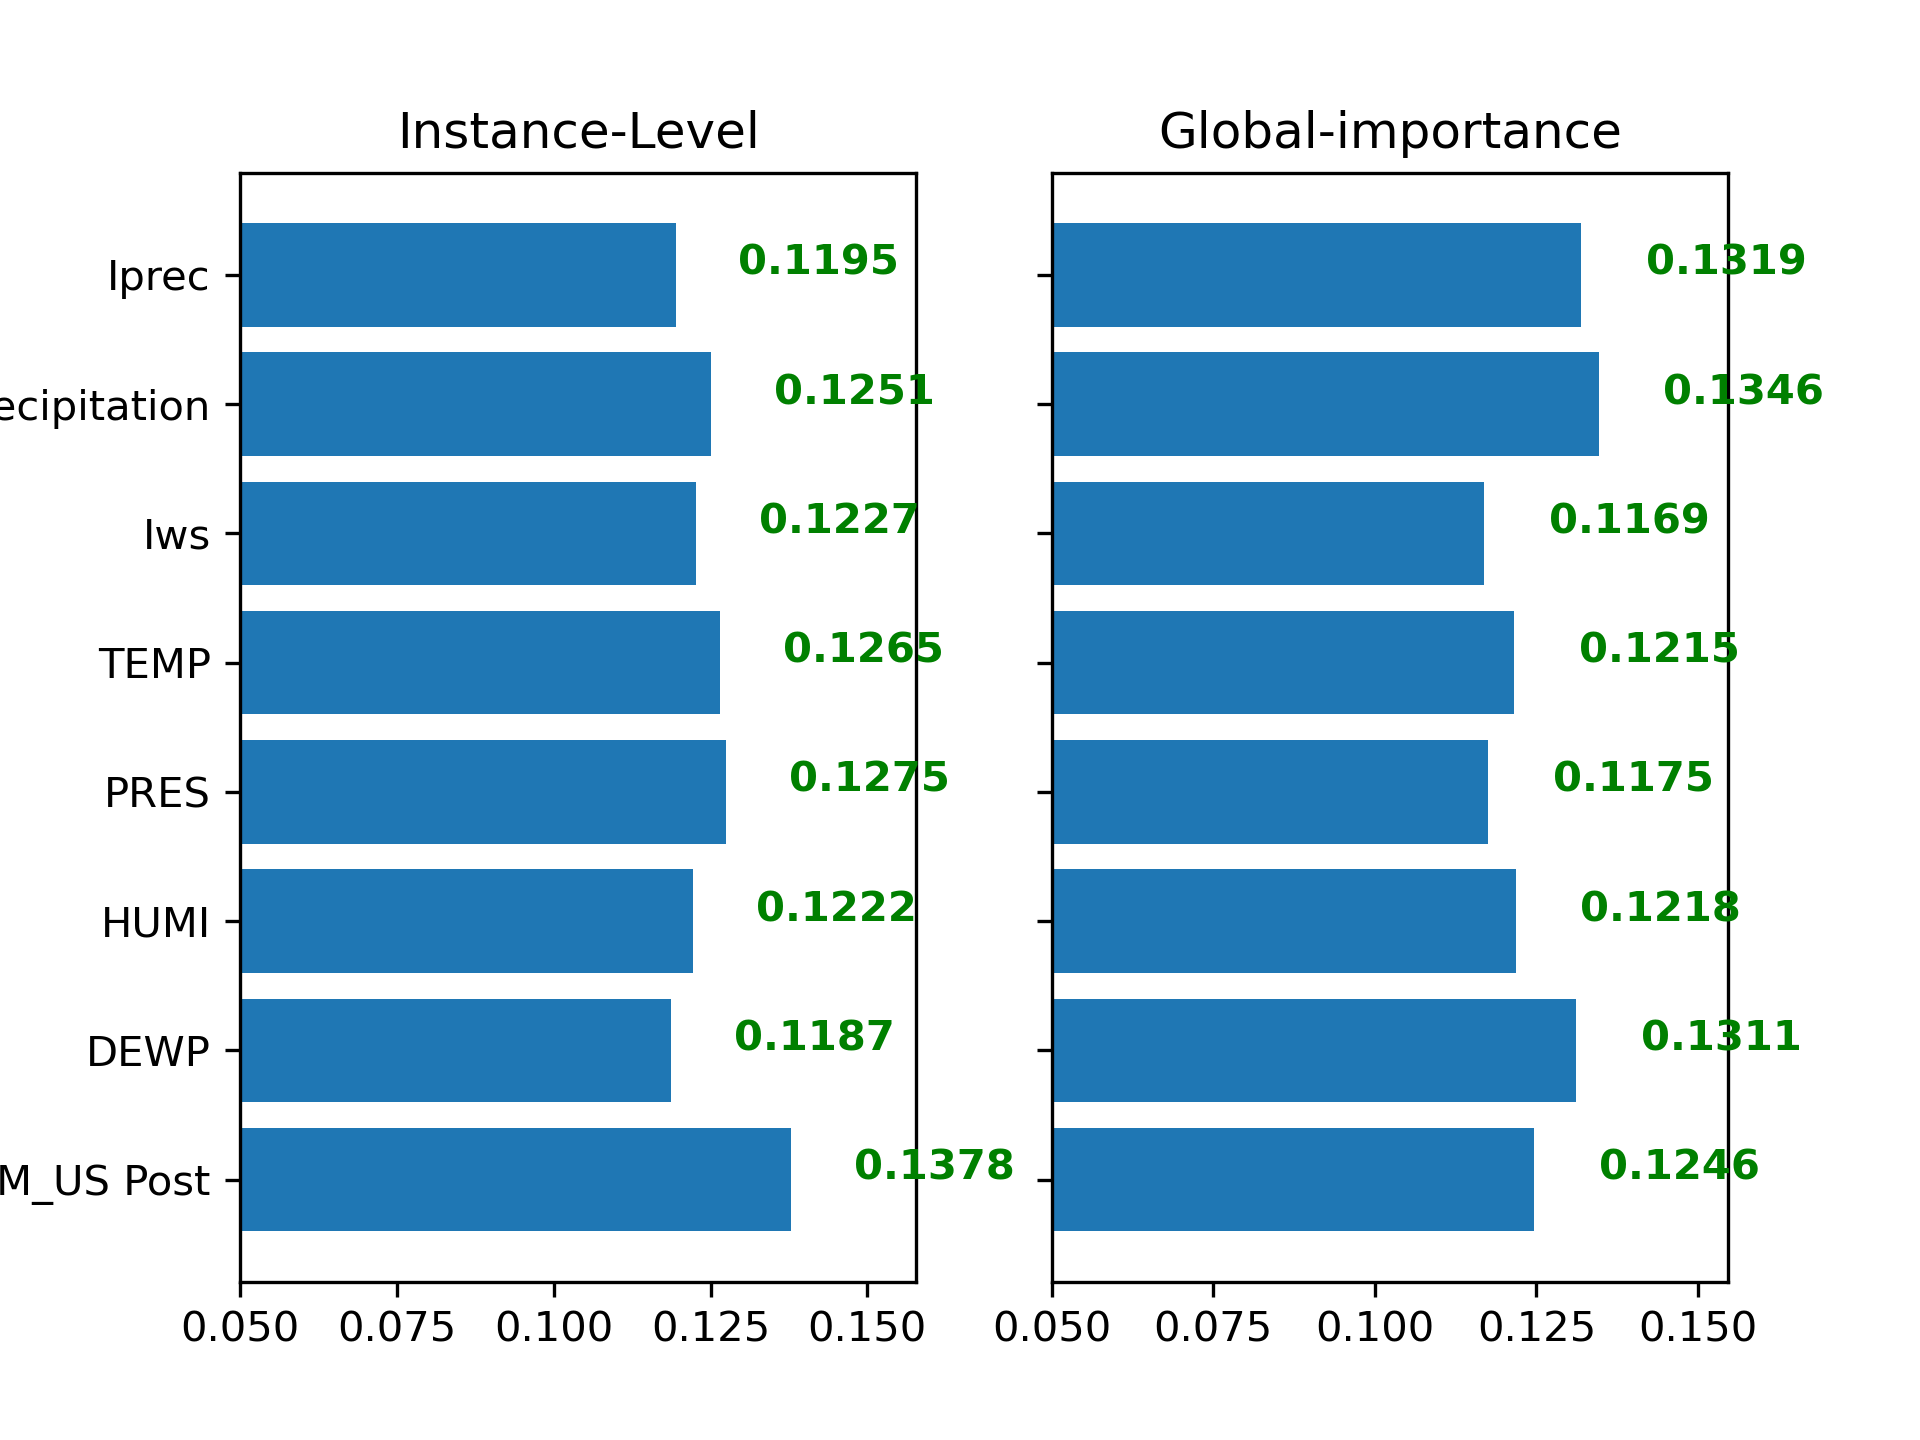 Instance-Level
Global-importance
Iprec 0.1195 0.1319
ecipitation 0.1251 0.1346
Iws 0.1227 0.1169
TEMP 0.1265 0.1215
PRES 0.1275 0.1175
HUMI 0.1222 0.1218
DEWP 0.1187 0.1311
M_US Post 0.1378 0.1246
0.050 0.075 0.100 0.125 0.150
0.050 0.075 0.100 0.125 0.150